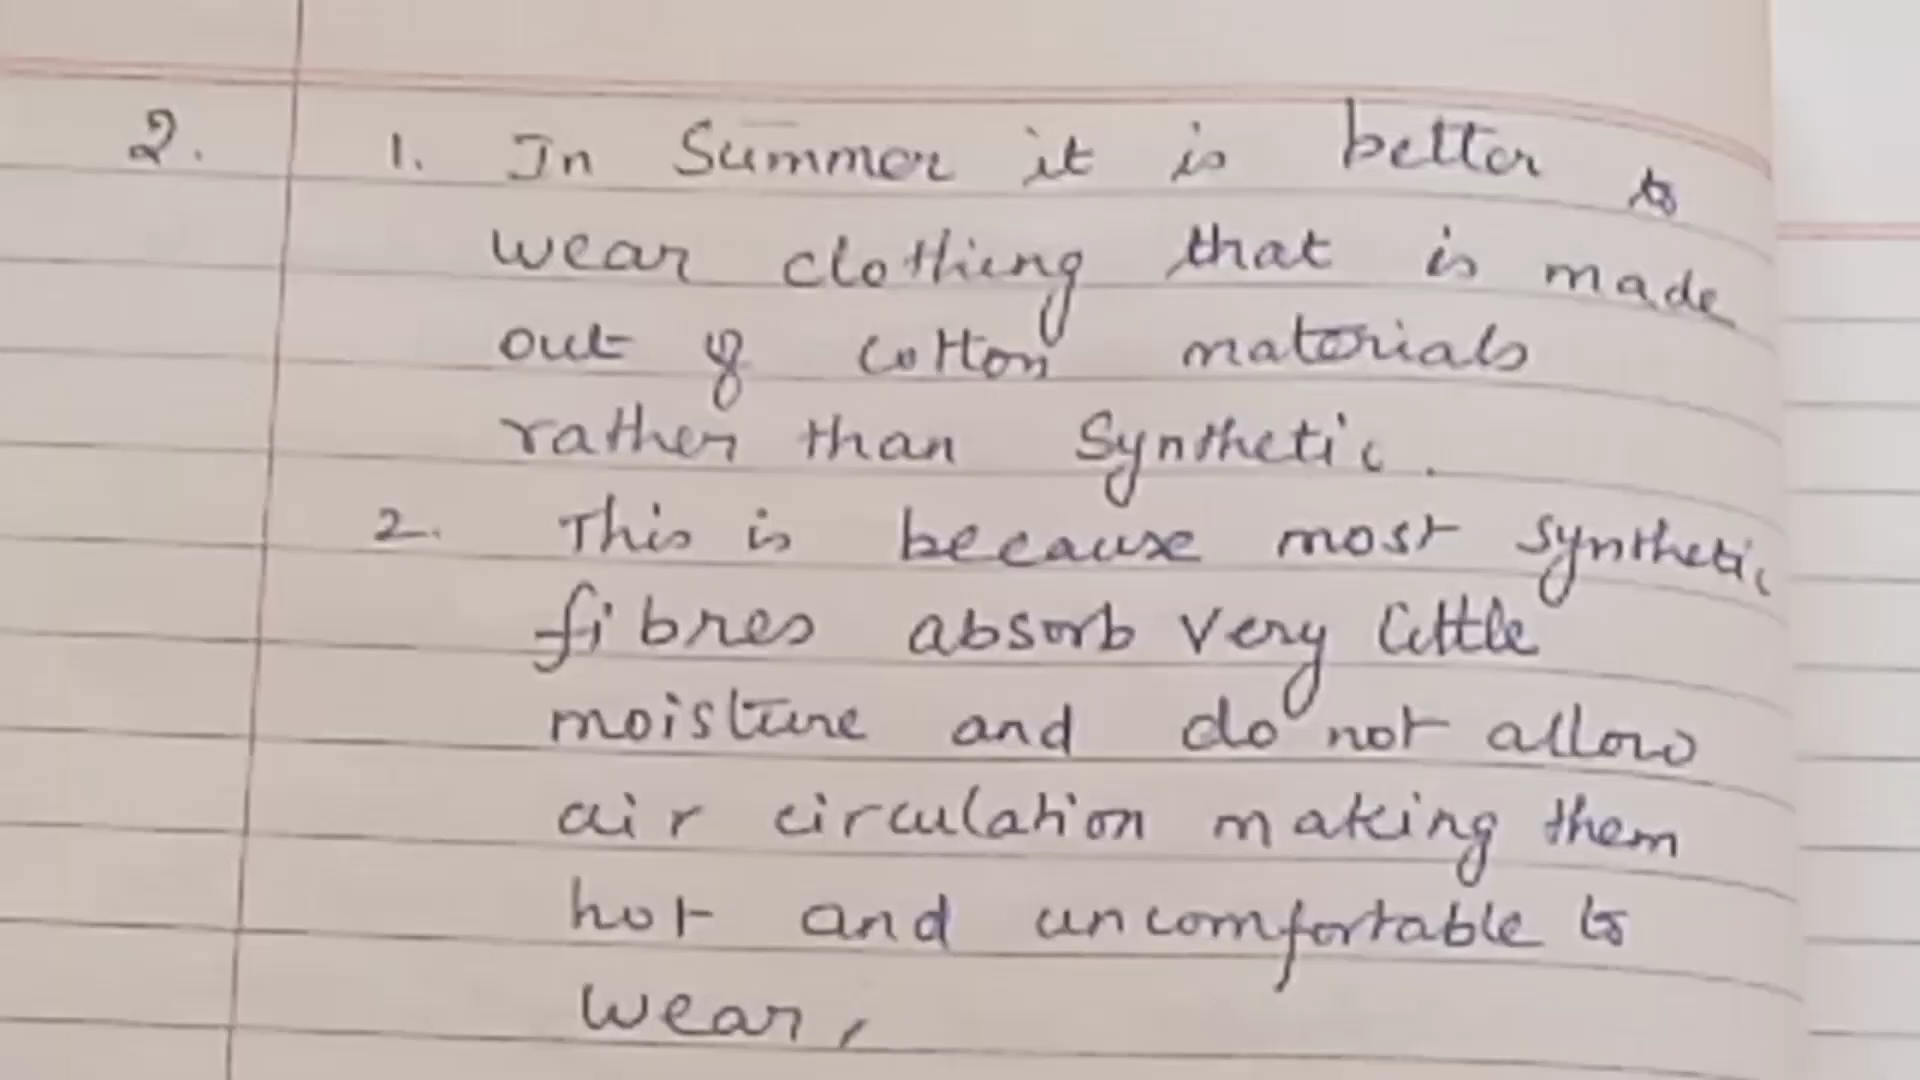 2. 1. In Summer it is better to
wear clothing that is made
out of cotton materials
rather than Synthetic.
2. This is because most synthetic
fibres absorb very little
moisture and do not allow
air circulation making them
hot and uncomfortable to
wear,